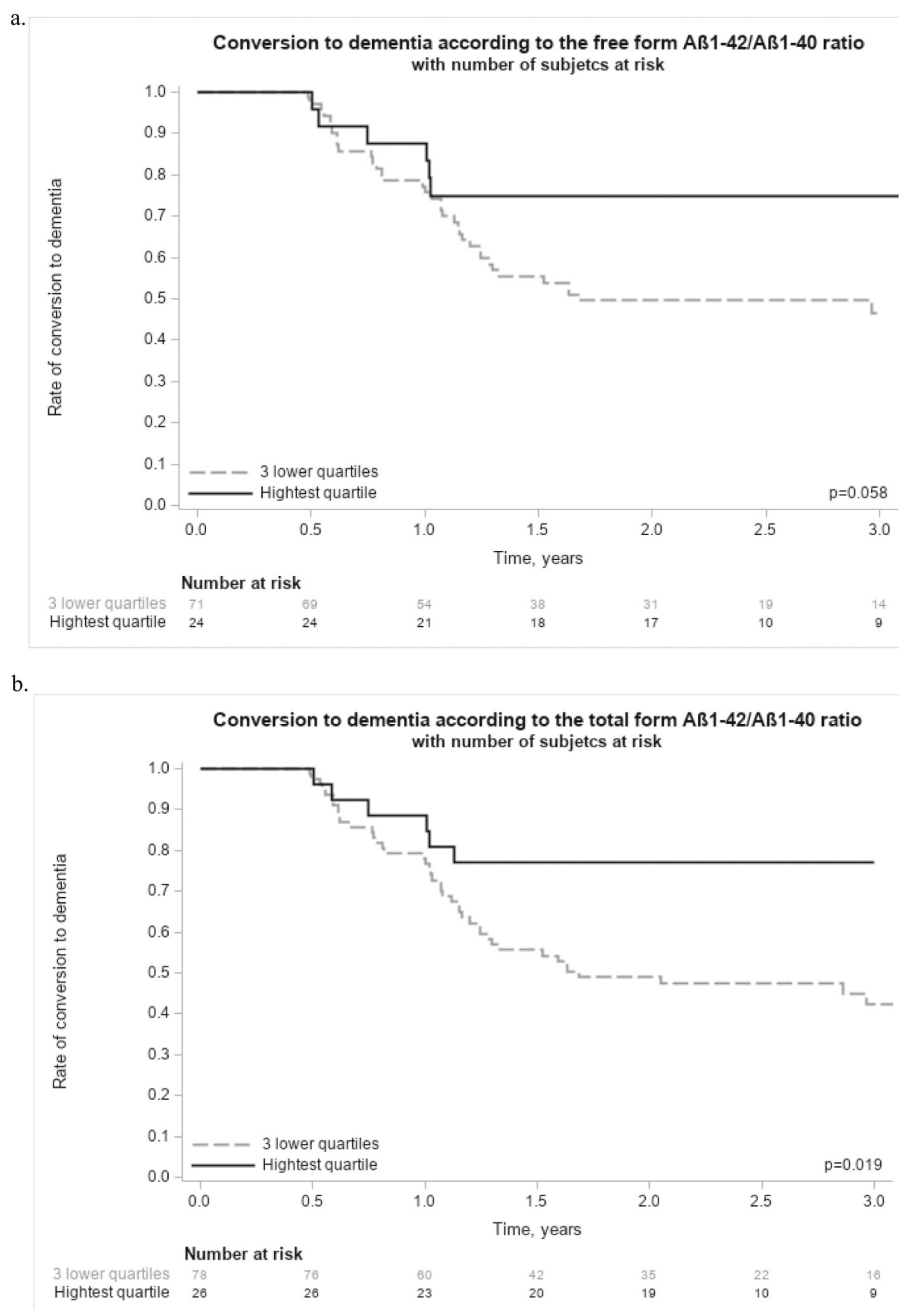 a.
Conversion to dementia according to the free form Aß1-42/Aß1-40 ratio
with number of subjetcs at risk
Rate of conversion to dementia
1.0
0.9
0.8
0.7
0.6
0.5
0.4
0.3
0.2
0.1
0.0
3 lower quartiles
Hightest quartile
p=0.058
0.0 0.5 1.0 1.5 2.0 2.5 3.0
Time, years
Number at risk
3 lower quartiles 71 69 54 38 31 19 14
Hightest quartile 24 24 21 18 17 10 9
b.
Conversion to dementia according to the total form Aß1-42/Aß1-40 ratio
with number of subjetcs at risk
Rate of conversion to dementia
1.0
0.9
0.8
0.7
0.6
0.5
0.4
0.3
0.2
0.1
0.0
3 lower quartiles
Hightest quartile
p=0.019
0.0 0.5 1.0 1.5 2.0 2.5 3.0
Time, years
Number at risk
3 lower quartiles 78 76 60 42 35 22 16
Hightest quartile 26 26 23 20 19 10 9